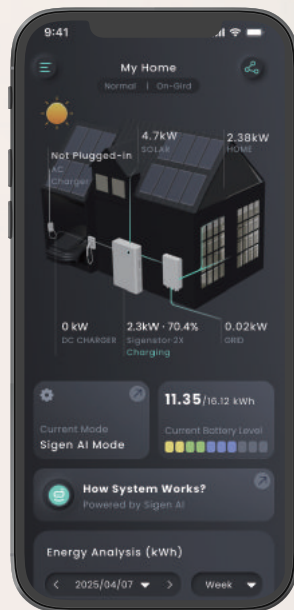 9:41
My Home
Normal | On-Gird
4.7kW
SOLAR
2.38kW
HOME
Not Plugged-in
AC
Charger
0 kW
DC CHARGER
2.3kW · 70.4%
Sigenstor 2X
Charging
0.02kW
GRID
Current Mode
Sigen AI Mode
11.35/16.12 kWh
Current Battery Level
How System Works?
Powered by Sigen AI
Energy Analysis (kWh)
< 2025/04/07 ▼ >
Week ▼